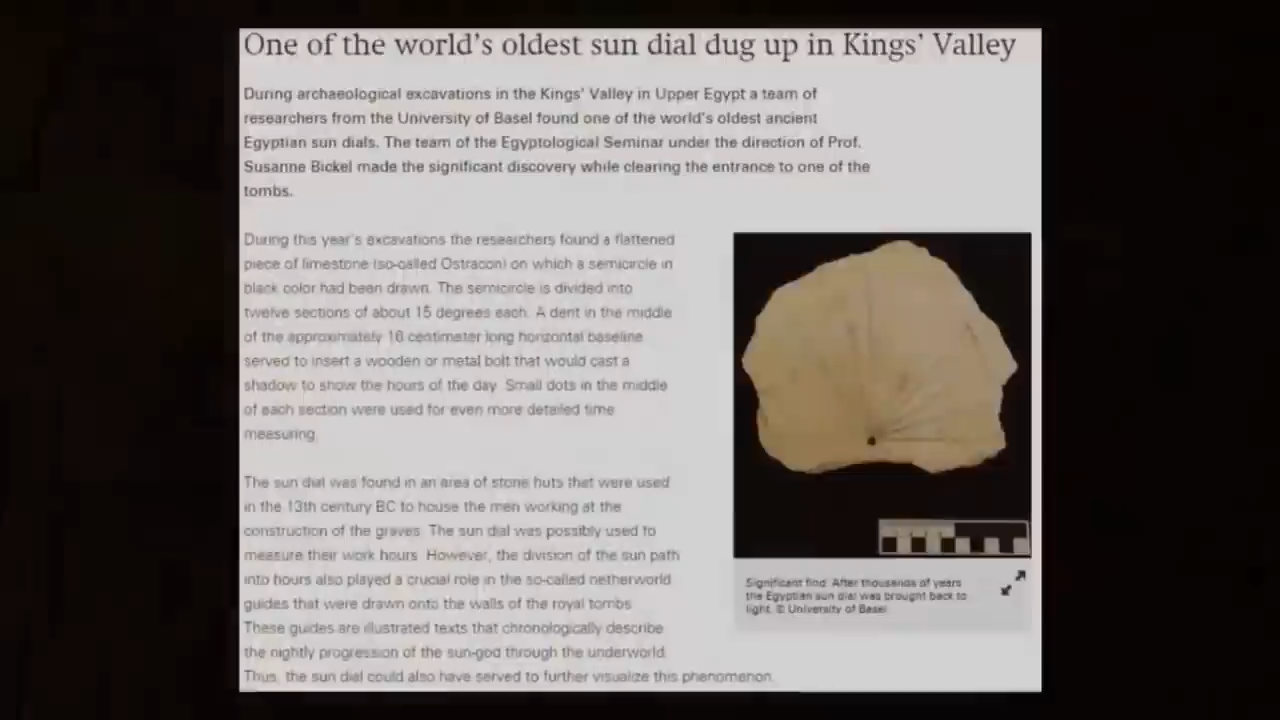 One of the world's oldest sun dial dug up in Kings' Valley
During archaeological excavations in the Kings' Valley in Upper Egypt a team of
researchers from the University of Basel found one of the world's oldest ancient
Egyptian sun dials. The team of the Egyptological Seminar under the direction of Prof.
Susanne Bickel made the significant discovery while clearing the entrance to one of the
tombs.
During this year's excavations the researchers found a flattened
piece of limestone (so-called Ostracon) on which a semicircle in
black color had been drawn. The semicircle is divided into
twelve sections of about 15 degrees each. A dent in the middle
of the approximately 16 centimeter long horizontal baseline
served to insert a wooden or metal bolt that would cast a
shadow to show the hours of the day. Small dots in the middle
of each section were used for even more detailed time
measuring.
The sun dial was found in an area of stone huts that were used
in the 13th century BC to house the men working at the
construction of the graves. The sun dial was possibly used to
measure their work hours. However, the division of the sun path
into hours also played a crucial role in the so-called netherworld
guides that were drawn onto the walls of the royal tombs.
These guides are illustrated texts that chronologically describe
the nightly progression of the sun-god through the underworld.
Thus, the sun dial could also have served to further visualize this phenomenon.
Significant find: After thousands of years
the Egyptian sun dial was brought back to
light. © University of Basel